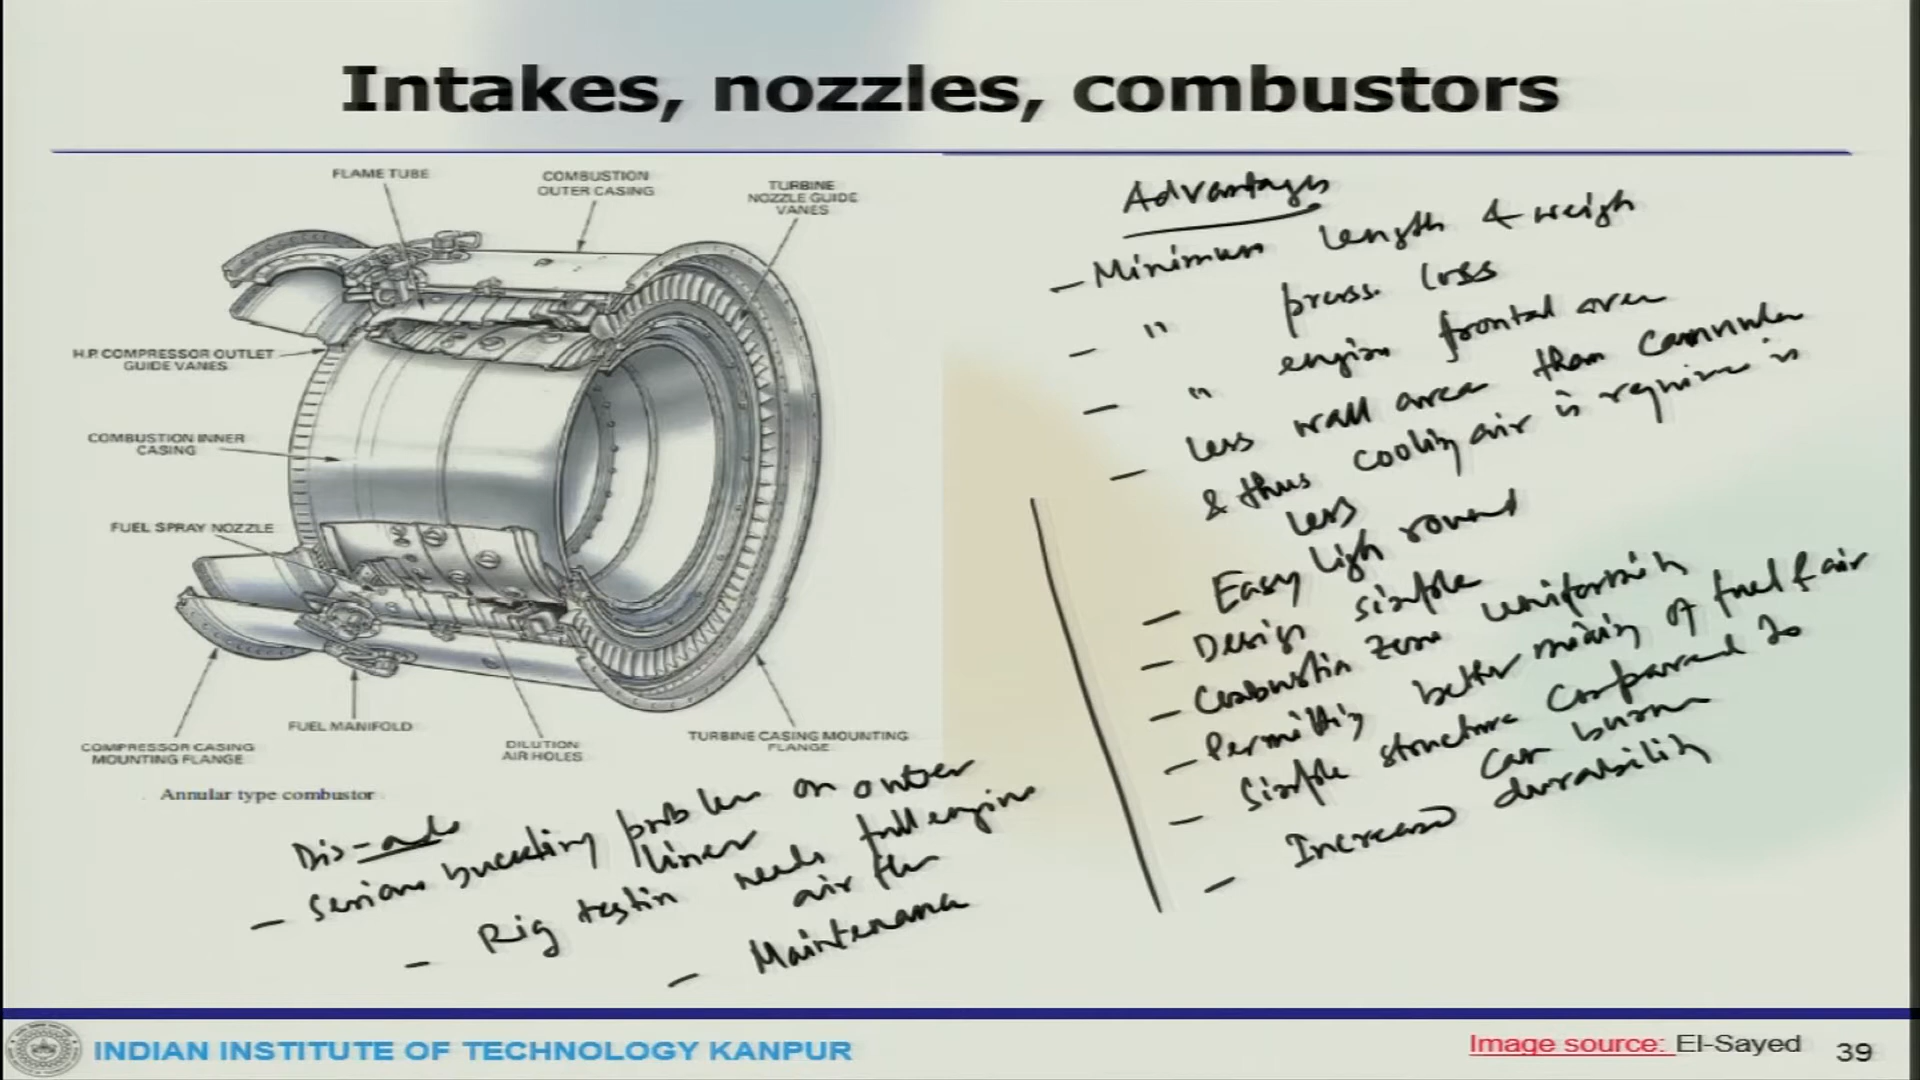 Intakes, nozzles, combustors
FLAME TUBE
COMBUSTION
OUTER CASING
TURBINE
NOZZLE GUIDE
VANES
H.P. COMPRESSOR OUTLET
GUIDE VANES
COMBUSTION INNER
CASING
FUEL SPRAY NOZZLE
FUEL MANIFOLD
COMPRESSOR CASING
MOUNTING FLANGE
DILUTION
AIR HOLES
TURBINE CASING MOUNTING
FLANGE
Annular type combustor
Advantages
- Minimum length & weigh
- " press. loss
- " engine frontal area
- less wall area than cannular
& thus cooling air is require is
less
- Easy ligh round
- Design simple
- Combustion zone uniformity
- Permitting better mixing of fuel & air
- Simple structure compared to
can burner
- Increased durability
Dis-adv
- Serious buckling problem on outer
liner
- Rig testin needs full engine
air flow
- Maintenance
INDIAN INSTITUTE OF TECHNOLOGY KANPUR
Image source: El-Sayed
39